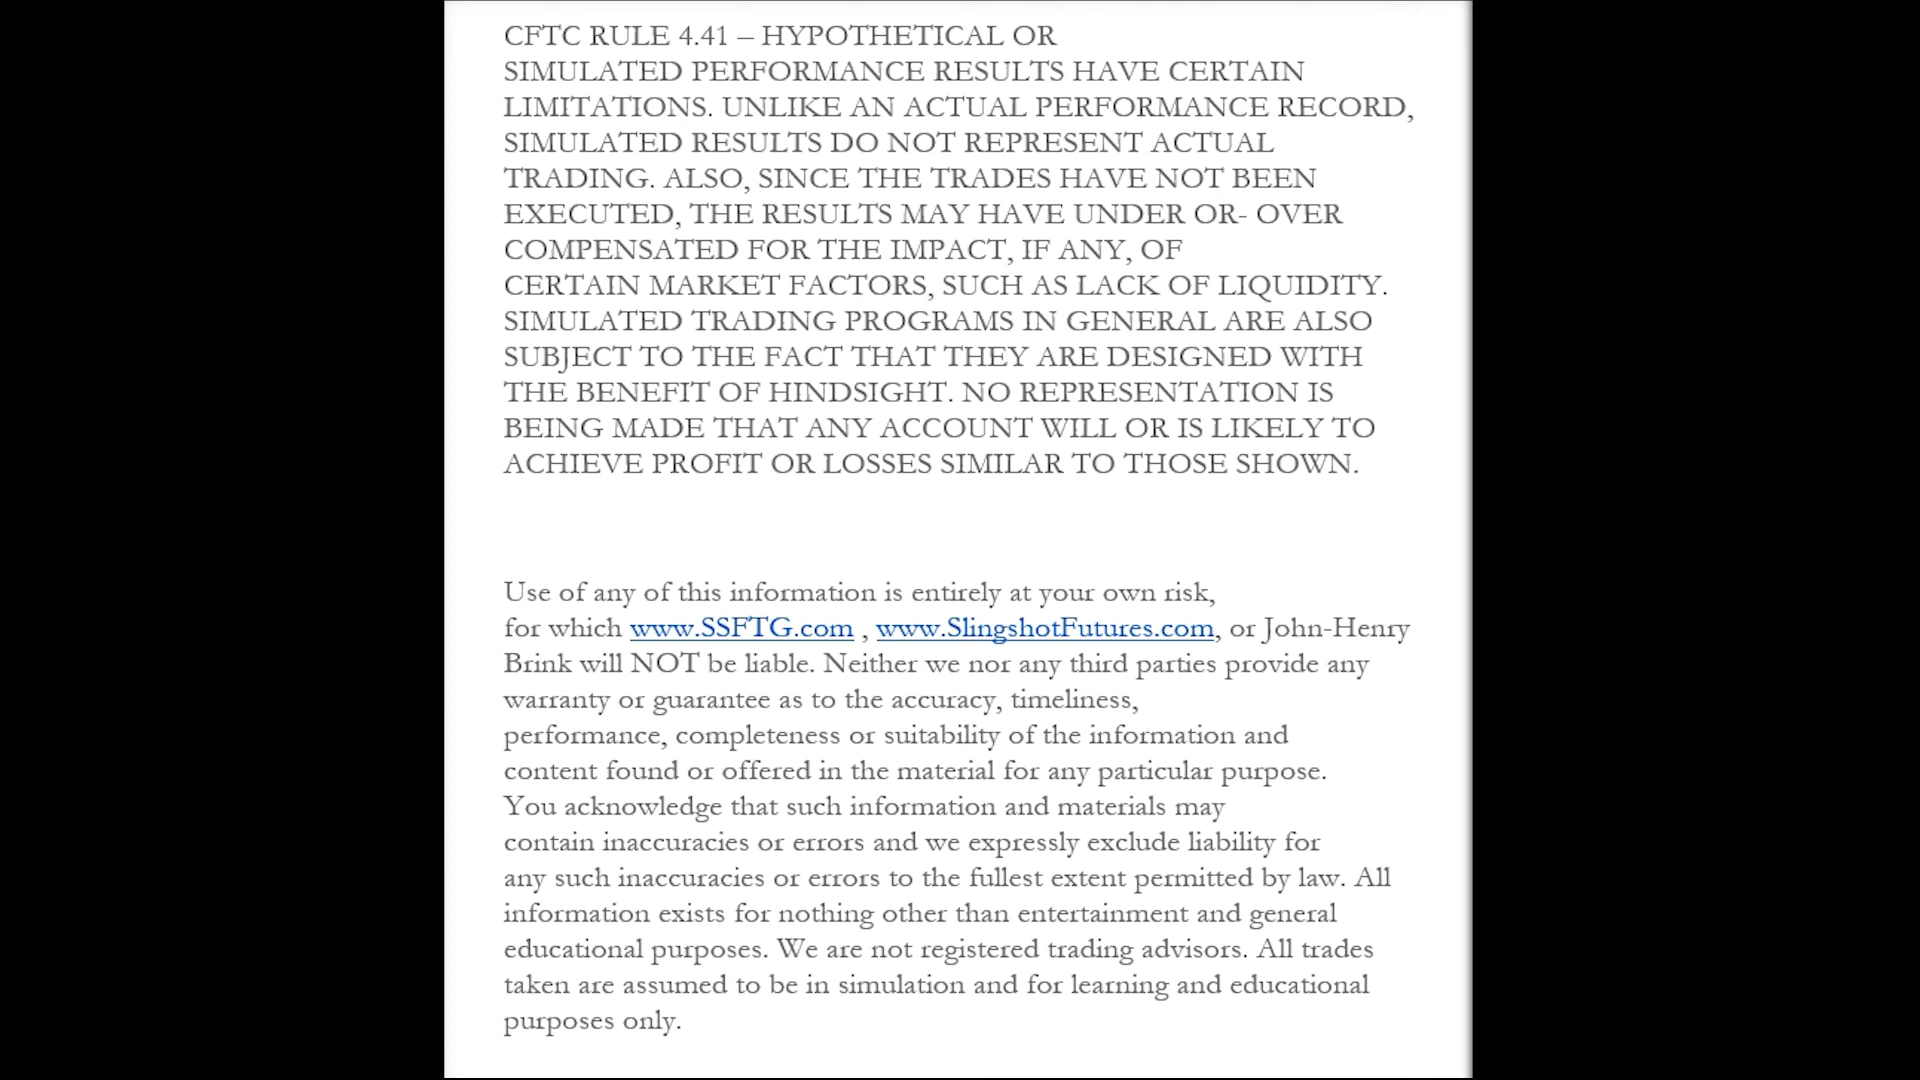 CFTC RULE 4.41 – HYPOTHETICAL OR
SIMULATED PERFORMANCE RESULTS HAVE CERTAIN
LIMITATIONS. UNLIKE AN ACTUAL PERFORMANCE RECORD,
SIMULATED RESULTS DO NOT REPRESENT ACTUAL
TRADING. ALSO, SINCE THE TRADES HAVE NOT BEEN
EXECUTED, THE RESULTS MAY HAVE UNDER OR- OVER
COMPENSATED FOR THE IMPACT, IF ANY, OF
CERTAIN MARKET FACTORS, SUCH AS LACK OF LIQUIDITY.
SIMULATED TRADING PROGRAMS IN GENERAL ARE ALSO
SUBJECT TO THE FACT THAT THEY ARE DESIGNED WITH
THE BENEFIT OF HINDSIGHT. NO REPRESENTATION IS
BEING MADE THAT ANY ACCOUNT WILL OR IS LIKELY TO
ACHIEVE PROFIT OR LOSSES SIMILAR TO THOSE SHOWN.
Use of any of this information is entirely at your own risk,
for which www.SSFTG.com , www.SlingshotFutures.com, or John-Henry
Brink will NOT be liable. Neither we nor any third parties provide any
warranty or guarantee as to the accuracy, timeliness,
performance, completeness or suitability of the information and
content found or offered in the material for any particular purpose.
You acknowledge that such information and materials may
contain inaccuracies or errors and we expressly exclude liability for
any such inaccuracies or errors to the fullest extent permitted by law. All
information exists for nothing other than entertainment and general
educational purposes. We are not registered trading advisors. All trades
taken are assumed to be in simulation and for learning and educational
purposes only.